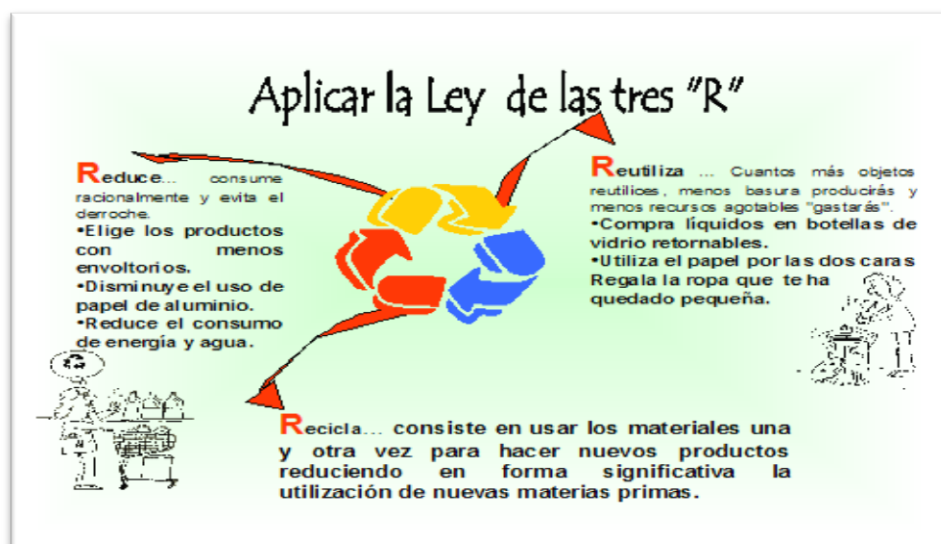 Aplicar la Ley de las tres "R"
Reduce... consume
racionalmente y evita el
derroche.
•Elige los productos
con menos
envoltorios.
•Disminuye el uso de
papel de aluminio.
•Reduce el consumo
de energía y agua.
Reutiliza ... Cuantos más objetos
reutilices, menos basura producirás y
menos recursos agotables "gastarás".
•Compra líquidos en botellas de
vidrio retornables.
•Utiliza el papel por las dos caras
Regala la ropa que te ha
quedado pequeña.
Recicla... consiste en usar los materiales una
y otra vez para hacer nuevos productos
reduciendo en forma significativa la
utilización de nuevas materias primas.